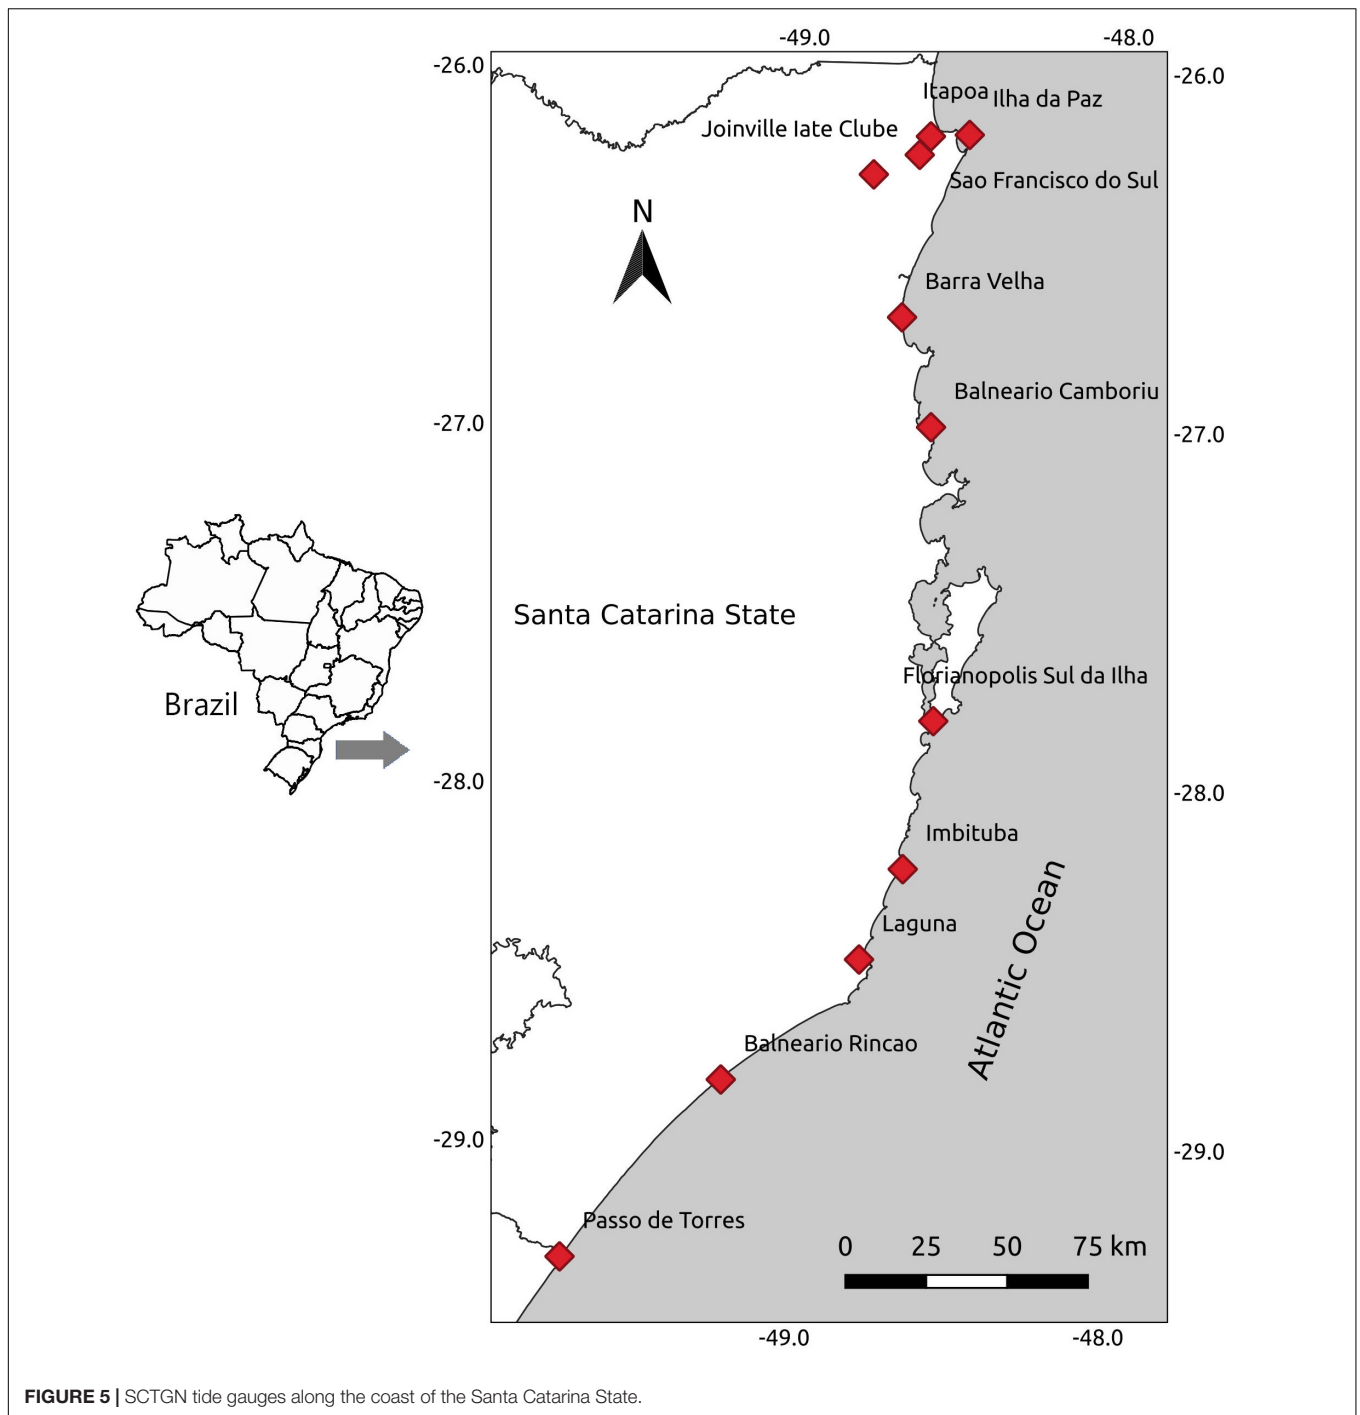 -49.0 -48.0
-26.0
-26.0
Itapoa
Ilha da Paz
Joinville Iate Clube
Sao Francisco do Sul
N
Barra Velha
Balneario Camboriu
-27.0
-27.0
Santa Catarina State
Florianopolis Sul da Ilha
Brazil
-28.0
-28.0
Imbituba
Atlantic Ocean
Laguna
Balneario Rincao
-29.0
-29.0
Passo de Torres
0 25 50 75 km
-49.0 -48.0
FIGURE 5 | SCTGN tide gauges along the coast of the Santa Catarina State.